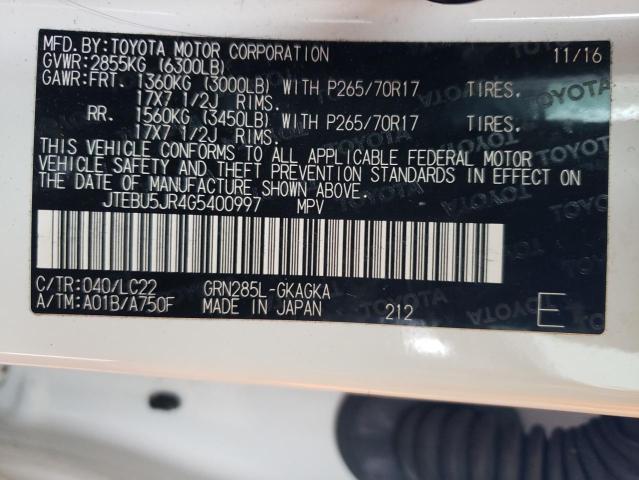 MFD. BY: TOYOTA MOTOR CORPORATION 11/16
GVWR: 2855KG (6300LB)
GAWR: FRT. 1360KG (3000LB) WITH P265/70R17 TIRES.
17X7 1/2J RIMS.
RR. 1560KG (3450LB) WITH P265/70R17 TIRES.
17X7 1/2J RIMS.
THIS VEHICLE CONFORMS TO ALL APPLICABLE FEDERAL MOTOR
VEHICLE SAFETY AND THEFT PREVENTION STANDARDS IN EFFECT ON
THE DATE OF MANUFACTURE SHOWN ABOVE.
JTEBU5JR4G5400997 MPV
C/TR: 040/LC22 GRN285L-GKAGKA
A/TM: A01B/A750F MADE IN JAPAN 212 E